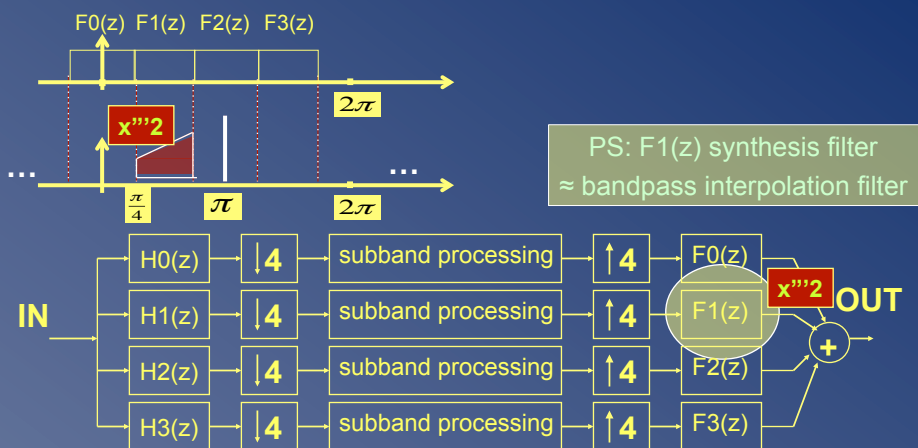 F0(z) F1(z) F2(z) F3(z)
2π
x"'2
... ...
π/4 π 2π
PS: F1(z) synthesis filter
≈ bandpass interpolation filter
H0(z) ↓4 subband processing ↑4 F0(z)
x"'2
IN H1(z) ↓4 subband processing ↑4 F1(z) OUT
+
H2(z) ↓4 subband processing ↑4 F2(z)
H3(z) ↓4 subband processing ↑4 F3(z)